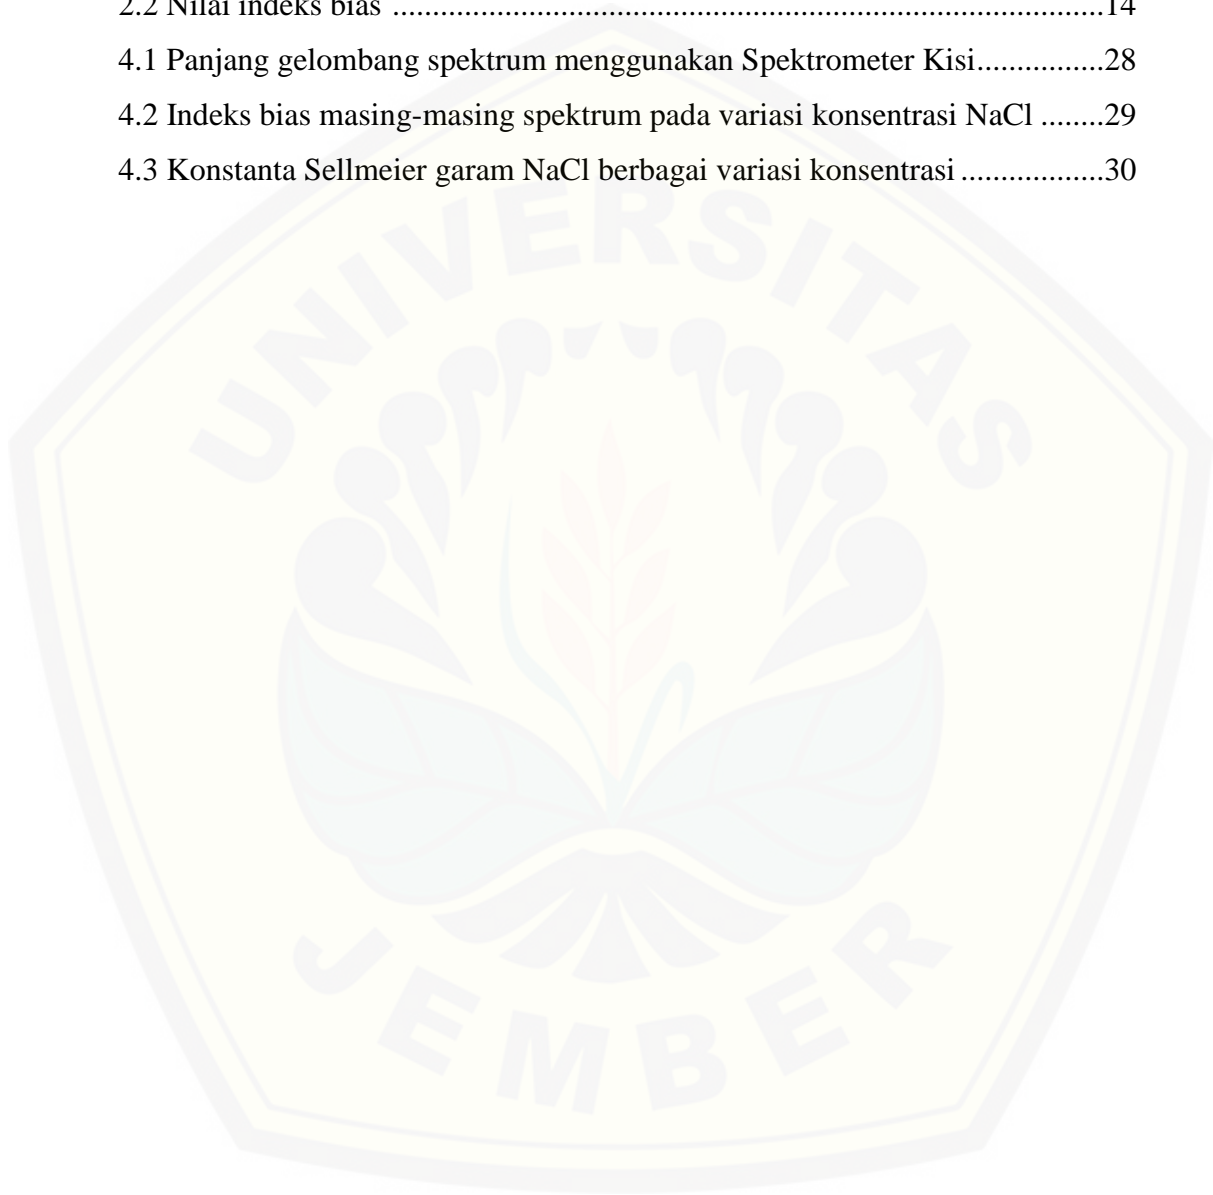 2.2 Nilai indeks bias ..........................................................................................14
4.1 Panjang gelombang spektrum menggunakan Spektrometer Kisi................28
4.2 Indeks bias masing-masing spektrum pada variasi konsentrasi NaCl ........29
4.3 Konstanta Sellmeier garam NaCl berbagai variasi konsentrasi ..................30
UNIVERSITAS
JEMBER